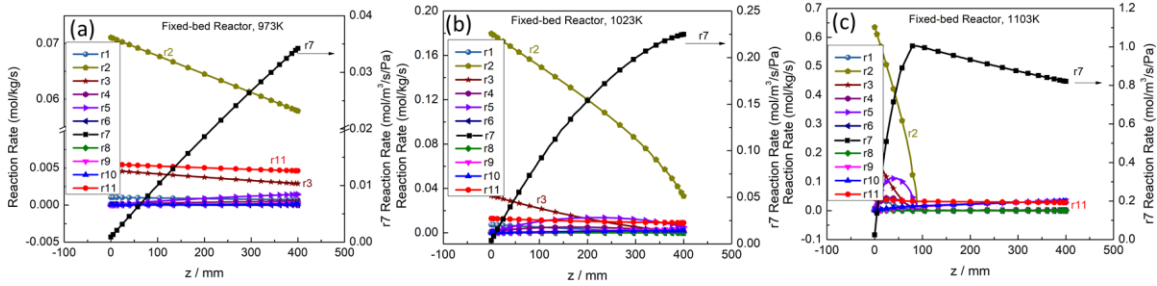 (a)
Fixed-bed Reactor, 973K
Reaction Rate (mol/kg/s)
0.07
0.06
0.005
0.000
-0.005
r1
r2
r3
r4
r5
r6
r7
r8
r9
r10
r11
r2
r7
r11
r3
0.04
0.03
0.02
0.01
0.00
r7 Reaction Rate (mol/m³/s/Pa)
-100 0 100 200 300 400 500
z / mm
(b)
Fixed-bed Reactor, 1023K
Reaction Rate (mol/kg/s)
0.20
0.16
0.12
0.08
0.04
0.00
r1
r2
r3
r4
r5
r6
r7
r8
r9
r10
r11
r2
r7
r3
r11
0.25
0.20
0.15
0.10
0.05
0.00
r7 Reaction Rate (mol/m³/s/Pa)
-100 0 100 200 300 400 500
z / mm
(c)
Fixed-bed Reactor, 1103K
Reaction Rate (mol/kg/s)
0.7
0.6
0.5
0.4
0.3
0.2
0.1
0.0
-0.1
r1
r2
r3
r4
r5
r6
r7
r8
r9
r10
r11
r2
r7
r11
1.2
1.0
0.8
0.6
0.4
0.2
0.0
r7 Reaction Rate (mol/m³/s/Pa)
-100 0 100 200 300 400 500
z / mm